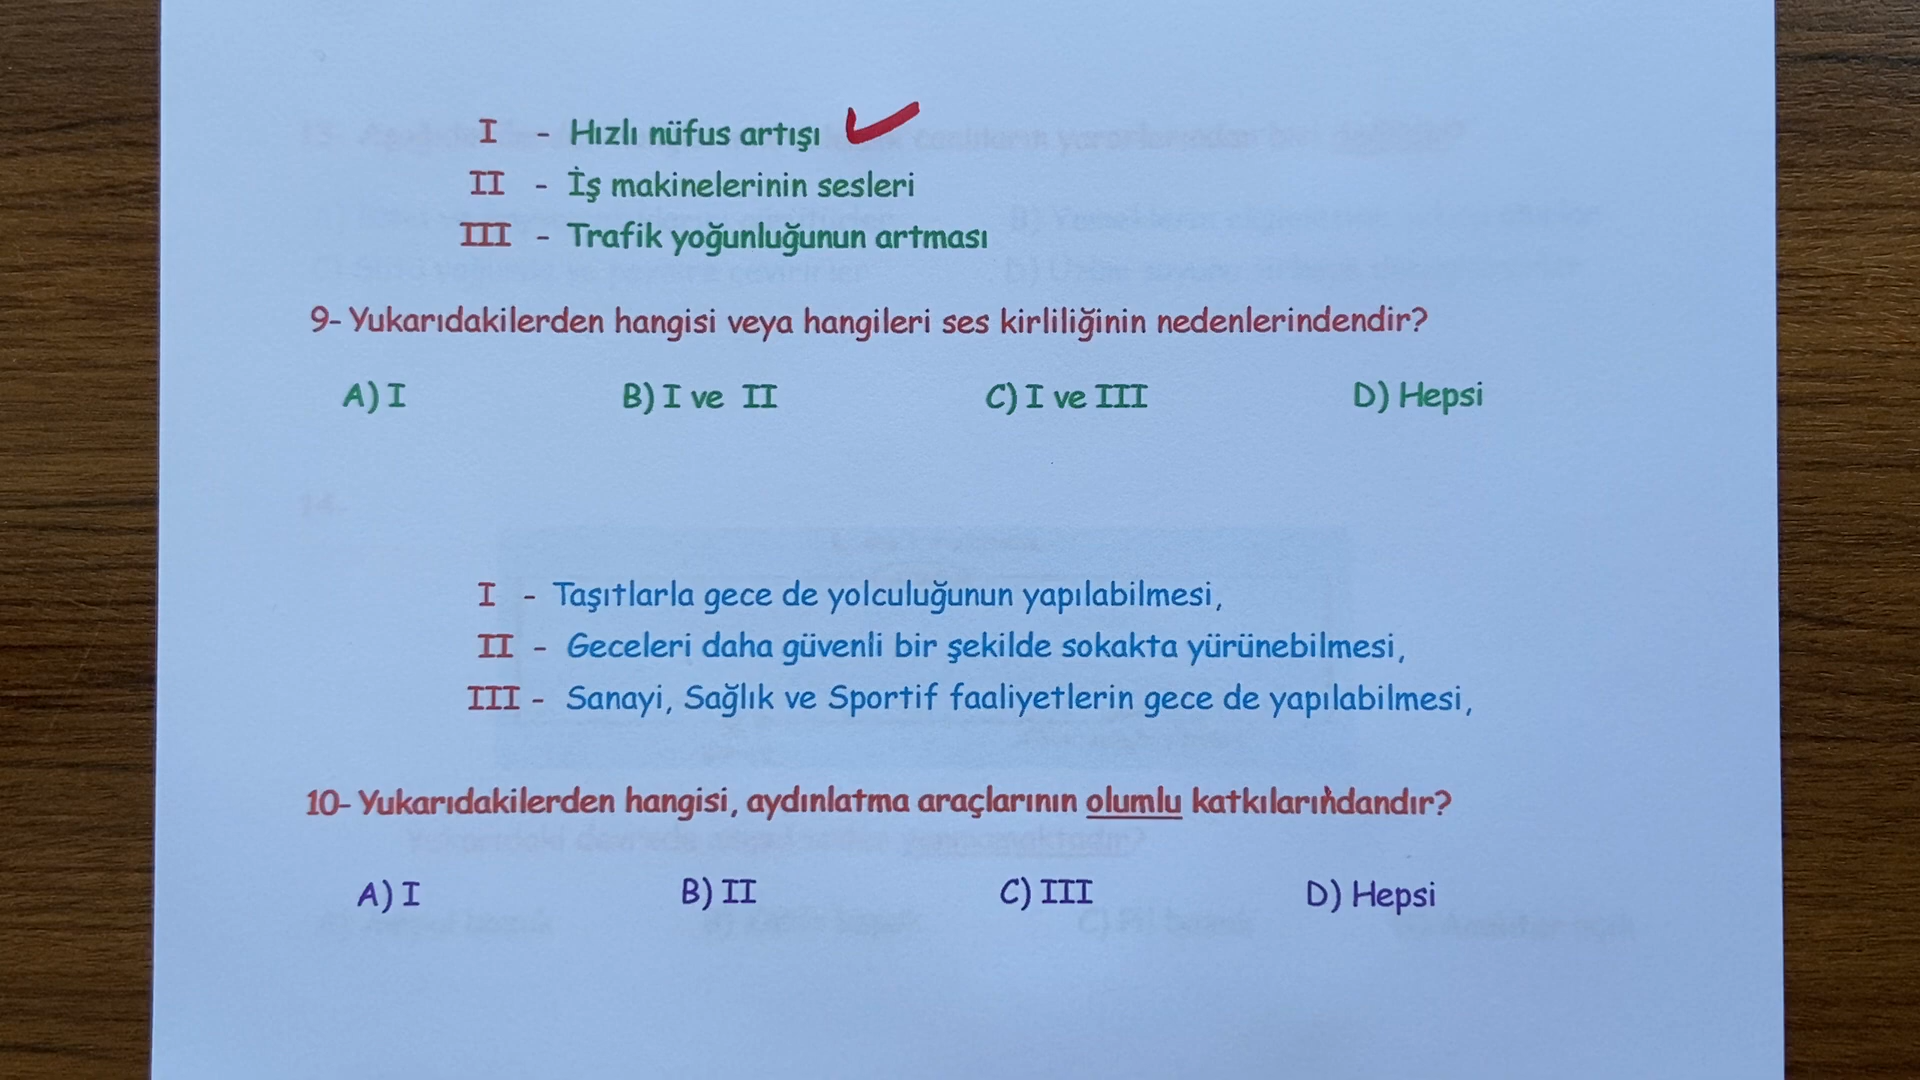 I - Hızlı nüfus artışı
II - İş makinelerinin sesleri
III - Trafik yoğunluğunun artması
9- Yukarıdakilerden hangisi veya hangileri ses kirliliğinin nedenlerindendir?
A) I B) I ve II C) I ve III D) Hepsi
14-
I - Taşıtlarla gece de yolculuğunun yapılabilmesi,
II - Geceleri daha güvenli bir şekilde sokakta yürünebilmesi,
III - Sanayi, Sağlık ve Sportif faaliyetlerin gece de yapılabilmesi,
10- Yukarıdakilerden hangisi, aydınlatma araçlarının olumlu katkılarındandır?
A) I B) II C) III D) Hepsi